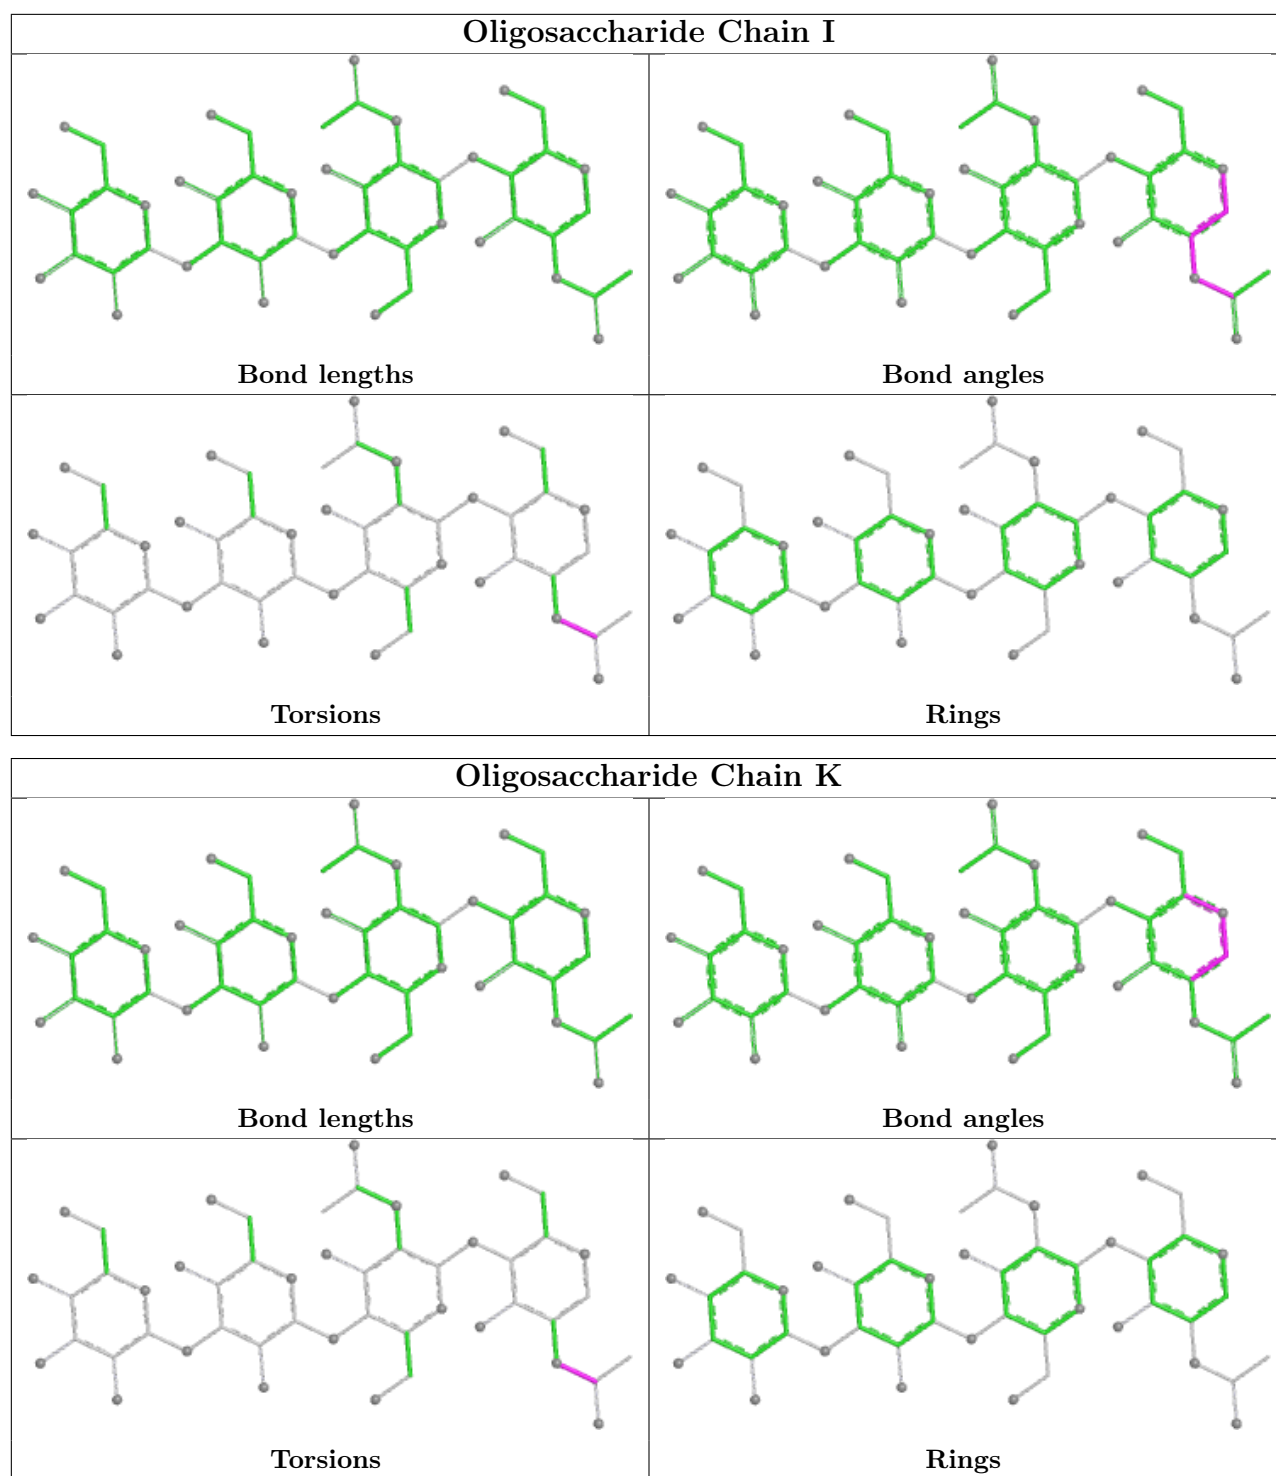 Oligosaccharide Chain I
Bond lengths
Bond angles
Torsions
Rings
Oligosaccharide Chain K
Bond lengths
Bond angles
Torsions
Rings